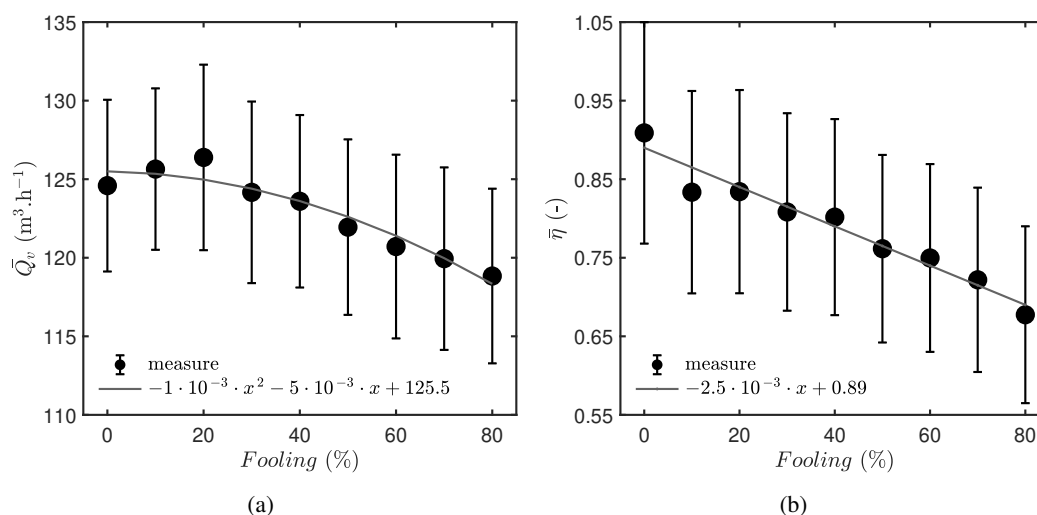 135
130
125
120
115
110
Q̄_v (m³.h⁻¹)
measure
−1 · 10⁻³ · x² − 5 · 10⁻³ · x + 125.5
0 20 40 60 80
Fooling (%)
(a)
1.05
0.95
0.85
0.75
0.65
0.55
η̄ (-)
measure
−2.5 · 10⁻³ · x + 0.89
0 20 40 60 80
Fooling (%)
(b)